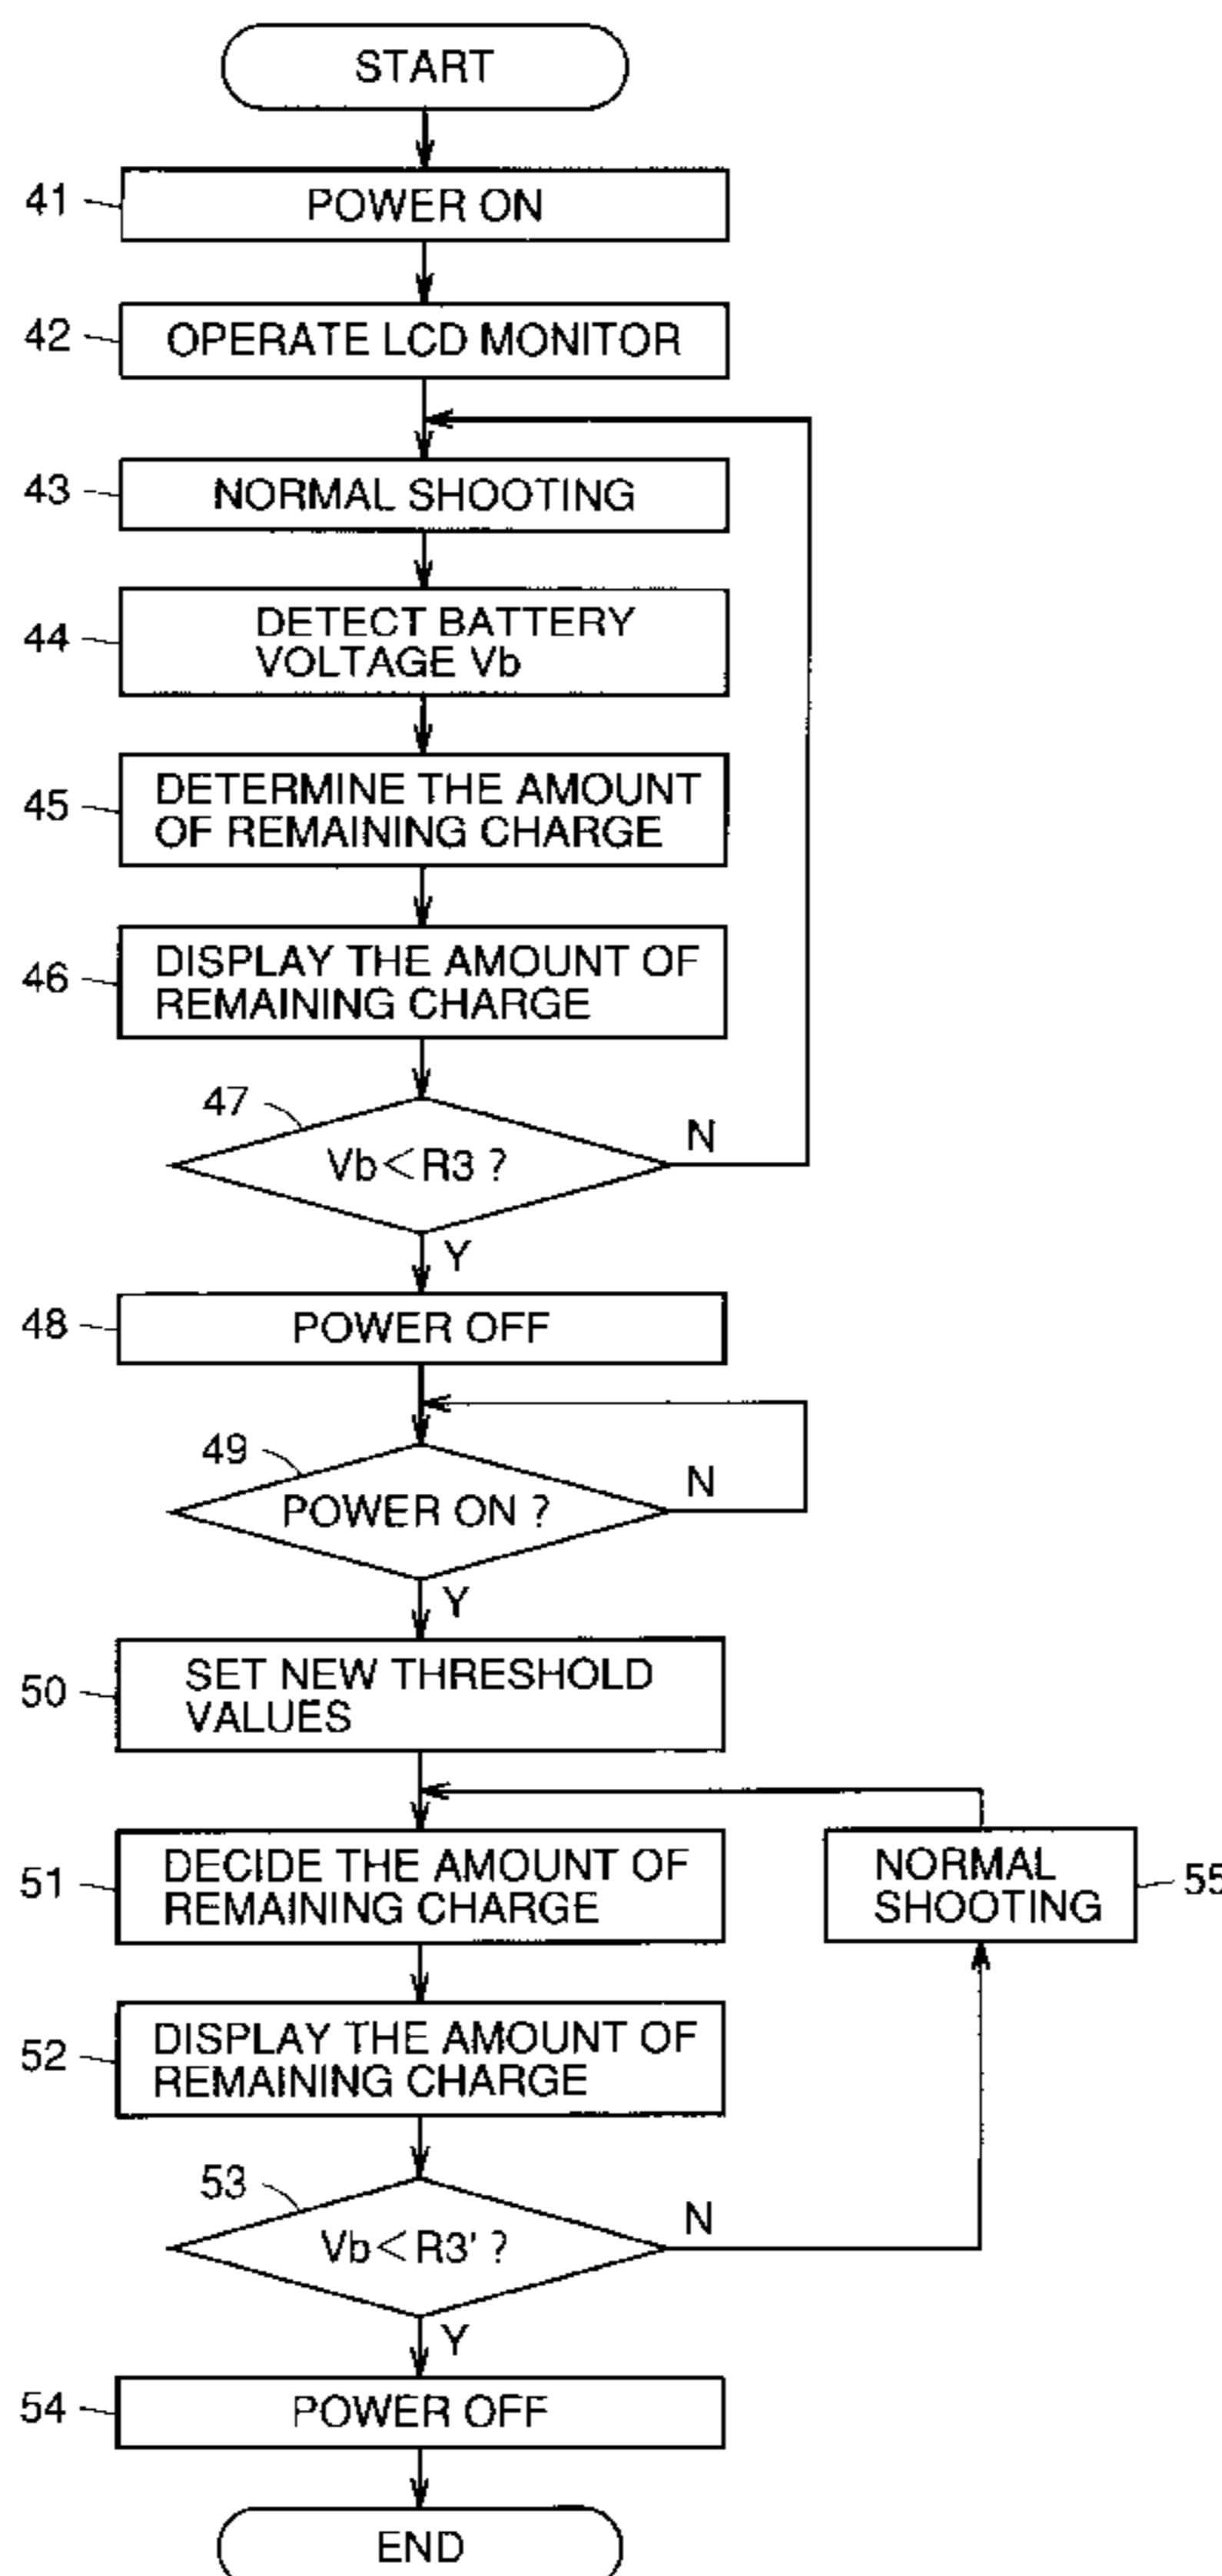 START
41
POWER ON
42
OPERATE LCD MONITOR
43
NORMAL SHOOTING
44
DETECT BATTERY
VOLTAGE Vb
45
DETERMINE THE AMOUNT
OF REMAINING CHARGE
46
DISPLAY THE AMOUNT OF
REMAINING CHARGE
47
Vb<R3 ?
N
Y
48
POWER OFF
49
POWER ON ?
N
Y
50
SET NEW THRESHOLD
VALUES
51
DECIDE THE AMOUNT OF
REMAINING CHARGE
NORMAL
SHOOTING
55
52
DISPLAY THE AMOUNT OF
REMAINING CHARGE
53
Vb<R3' ?
N
Y
54
POWER OFF
END